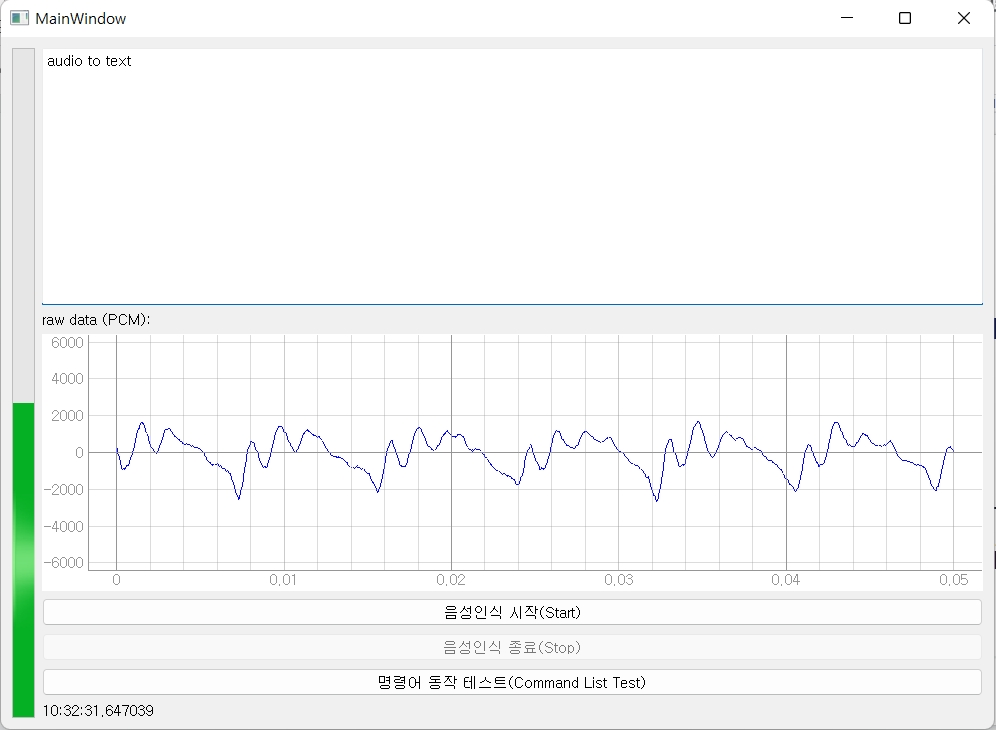 MainWindow
audio to text
raw data (PCM):
6000
4000
2000
0
−2000
−4000
−6000
0 0,01 0,02 0,03 0,04 0,05
음성인식 시작(Start)
음성인식 종료(Stop)
명령어 동작 테스트(Command List Test)
10:32:31,647039